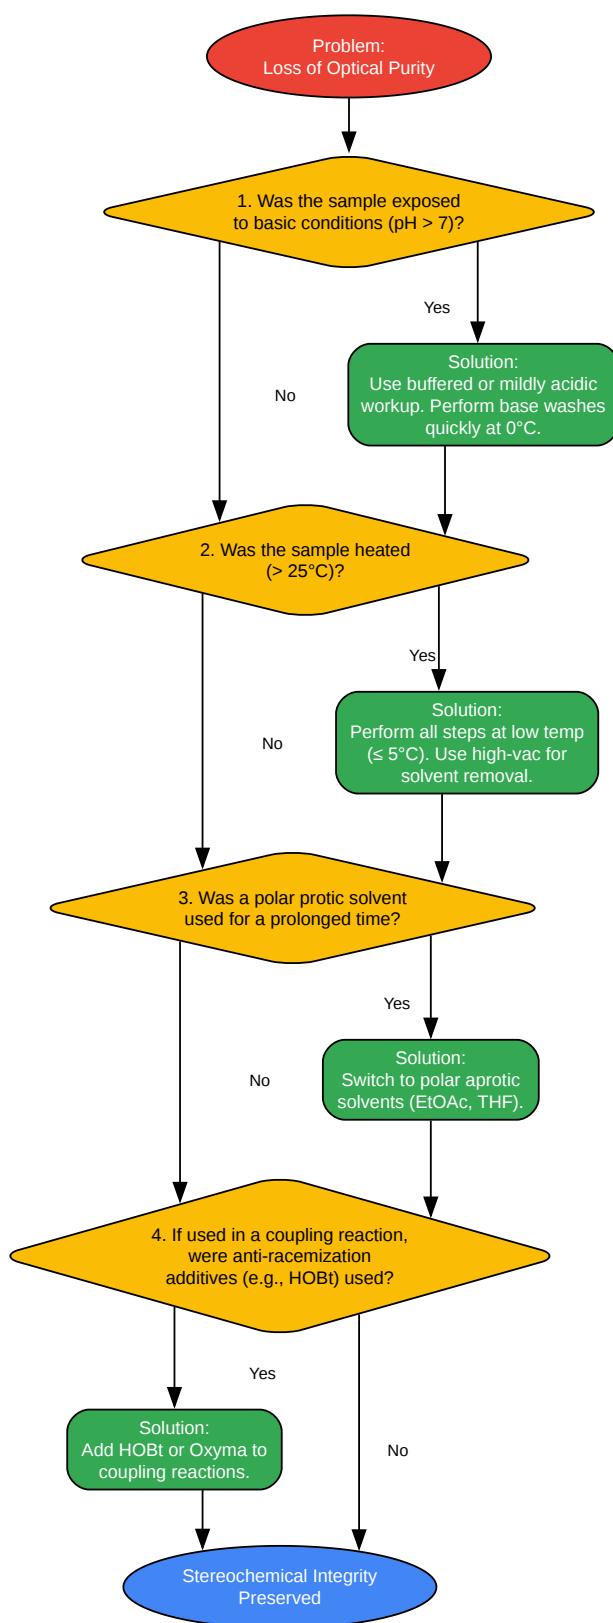 Problem:
Loss of Optical Purity
1. Was the sample exposed
to basic conditions (pH > 7)?
Yes
No
Solution:
Use buffered or mildly acidic
workup. Perform base washes
quickly at 0°C.
2. Was the sample heated
(> 25°C)?
Yes
No
Solution:
Perform all steps at low temp
(≤ 5°C). Use high-vac for
solvent removal.
3. Was a polar protic solvent
used for a prolonged time?
Yes
No
Solution:
Switch to polar aprotic
solvents (EtOAc, THF).
4. If used in a coupling reaction,
were anti-racemization
additives (e.g., HOBt) used?
Yes
No
Solution:
Add HOBt or Oxyma to
coupling reactions.
Stereochemical Integrity
Preserved